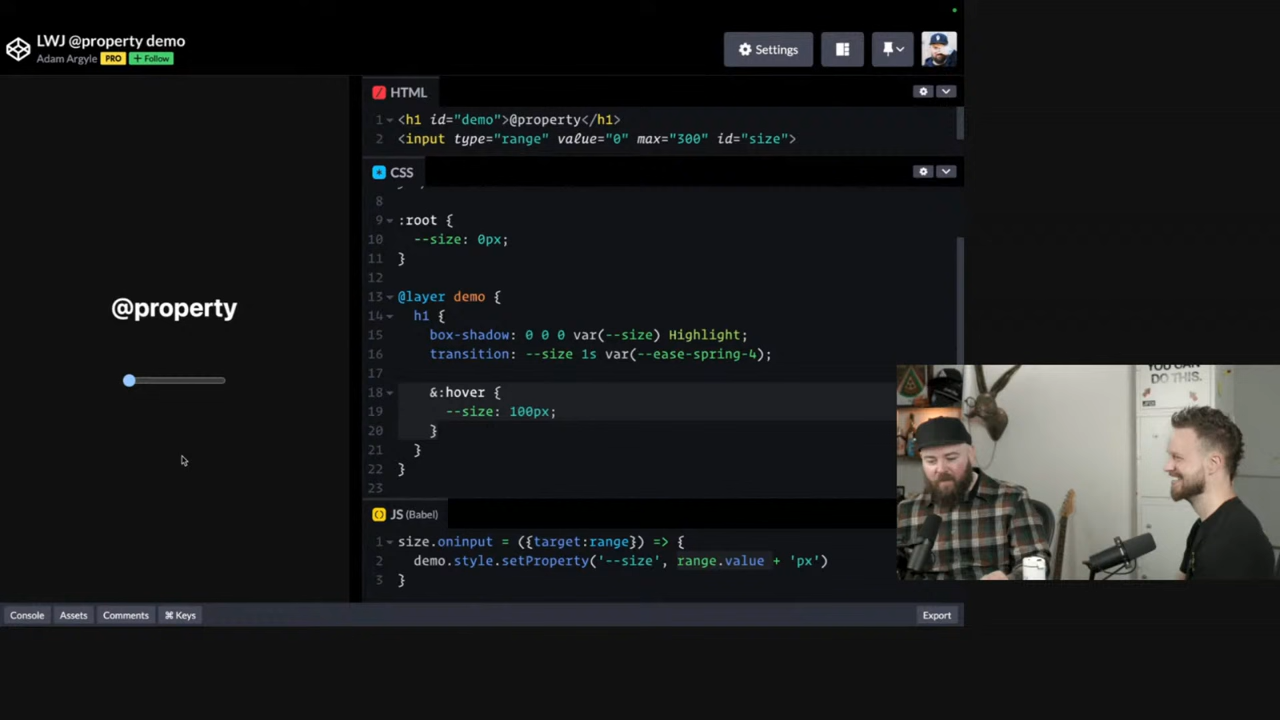 LWJ @property demo
Adam Argyle PRO + Follow
Settings
HTML
1 <h1 id="demo">@property</h1>
2 <input type="range" value="0" max="300" id="size">
CSS
8
9 :root {
10 --size: 0px;
11 }
12
13 @layer demo {
14 h1 {
15 box-shadow: 0 0 0 var(--size) Highlight;
16 transition: --size 1s var(--ease-spring-4);
17
18 &:hover {
19 --size: 100px;
20 }
21 }
22 }
23
JS (Babel)
1 size.oninput = ({target:range}) => {
2 demo.style.setProperty('--size', range.value + 'px')
3 }
@property
YOU CAN
DO THIS.
Console Assets Comments ⌘ Keys Export